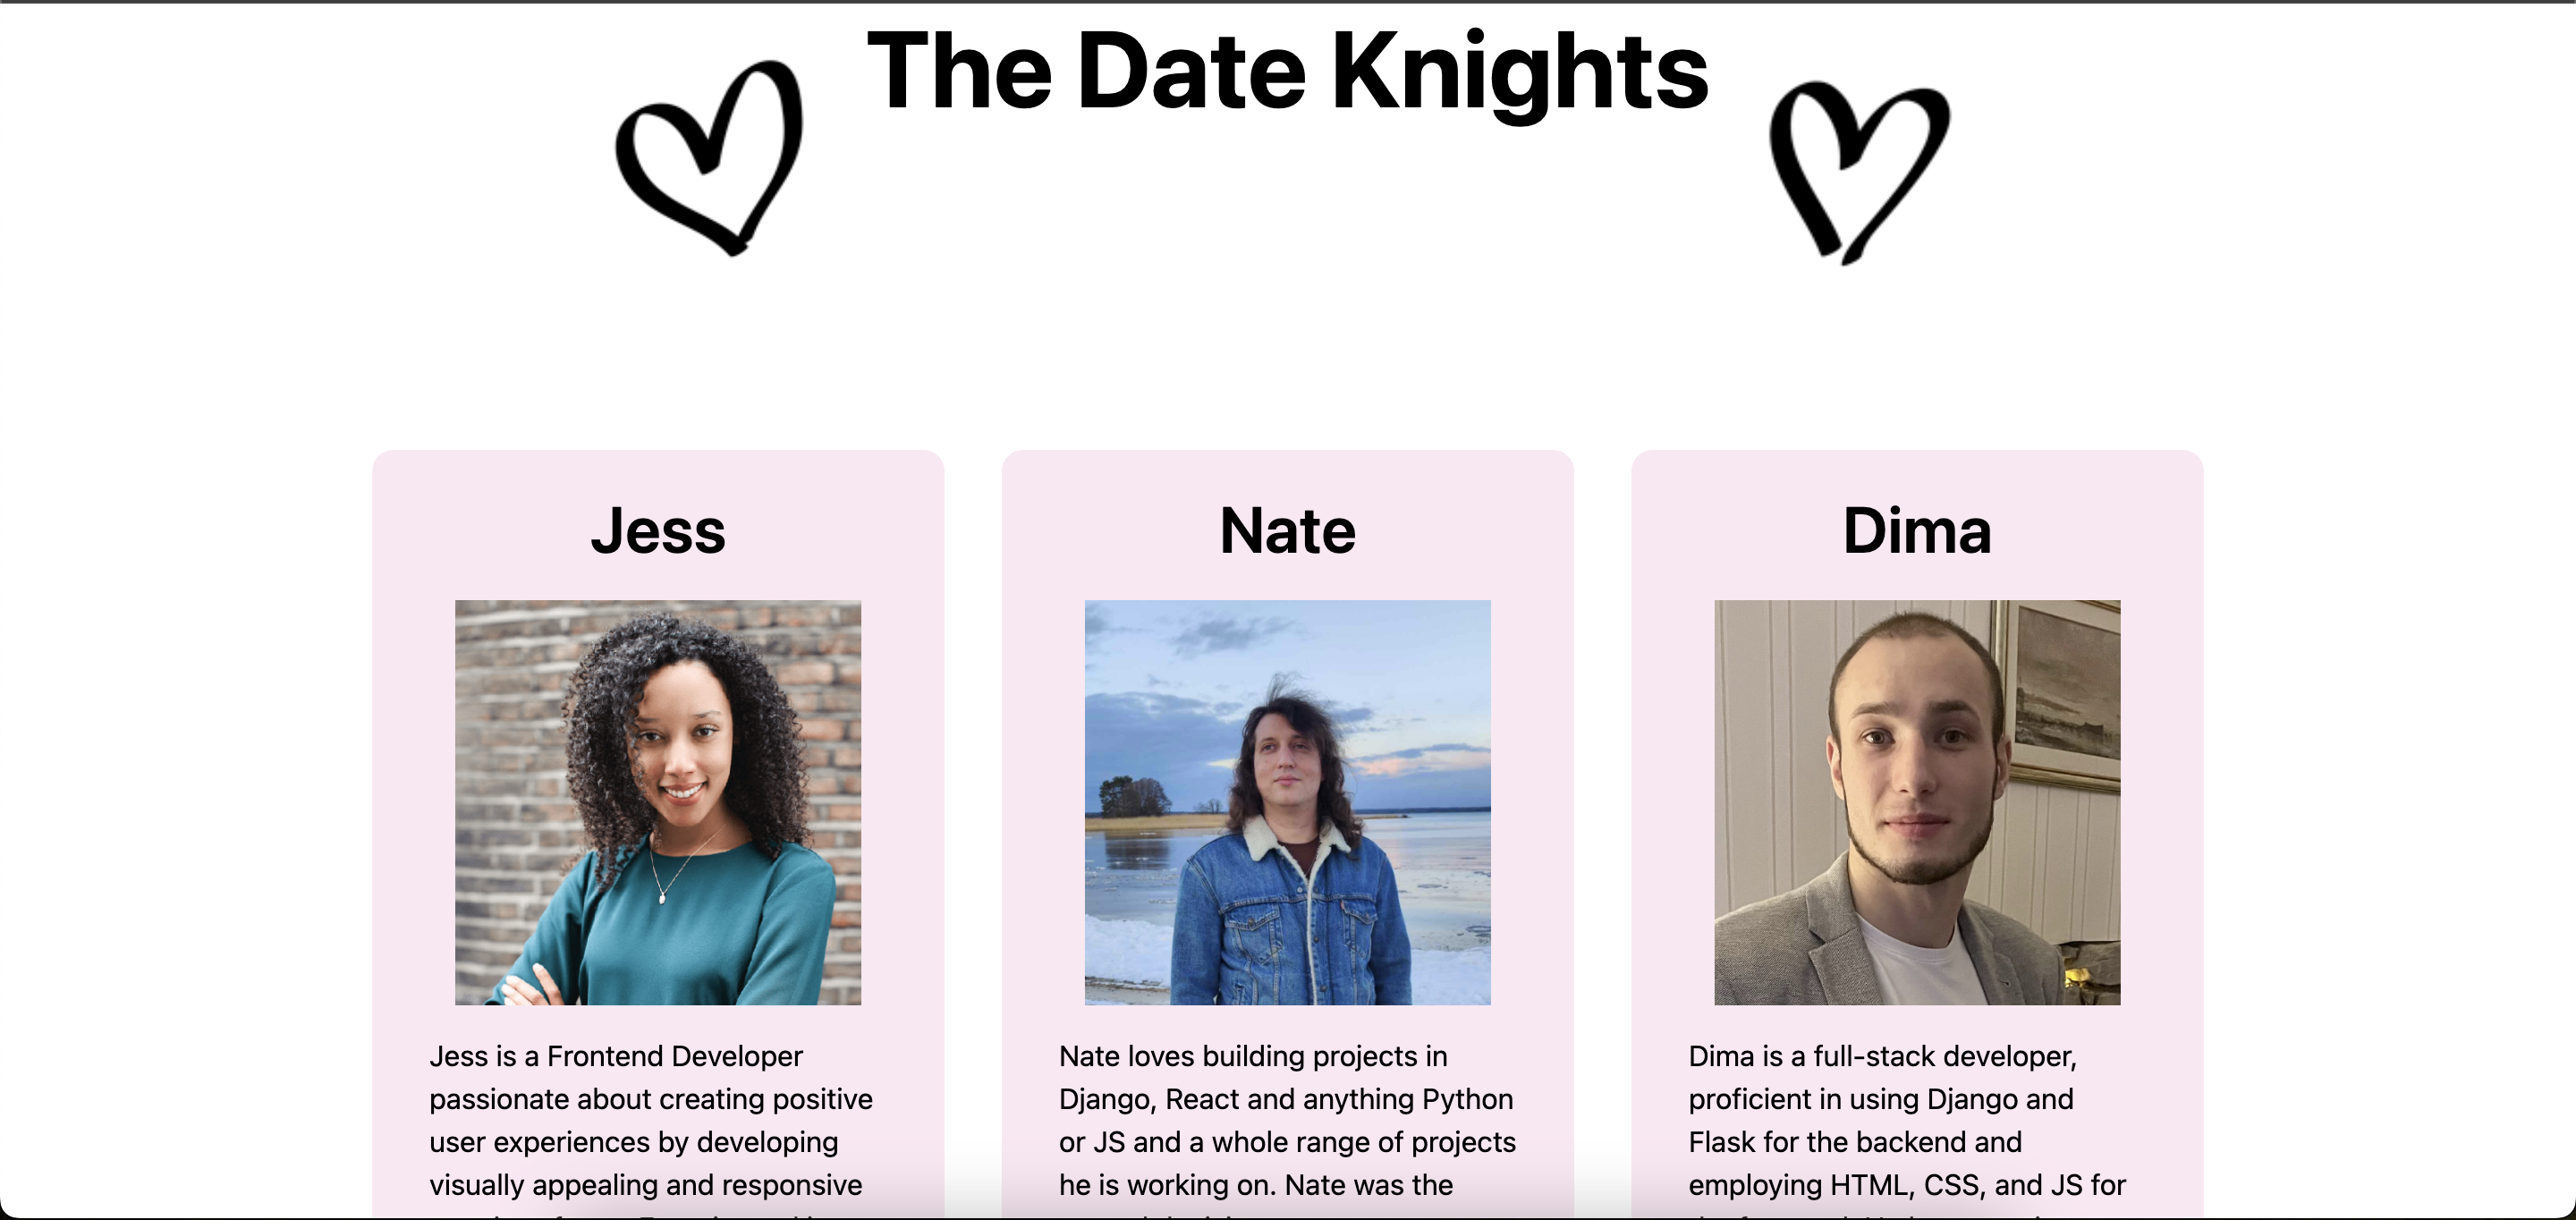 The Date Knights
Jess
Nate
Dima
Jess is a Frontend Developer
passionate about creating positive
user experiences by developing
visually appealing and responsive
Nate loves building projects in
Django, React and anything Python
or JS and a whole range of projects
he is working on. Nate was the
Dima is a full-stack developer,
proficient in using Django and
Flask for the backend and
employing HTML, CSS, and JS for